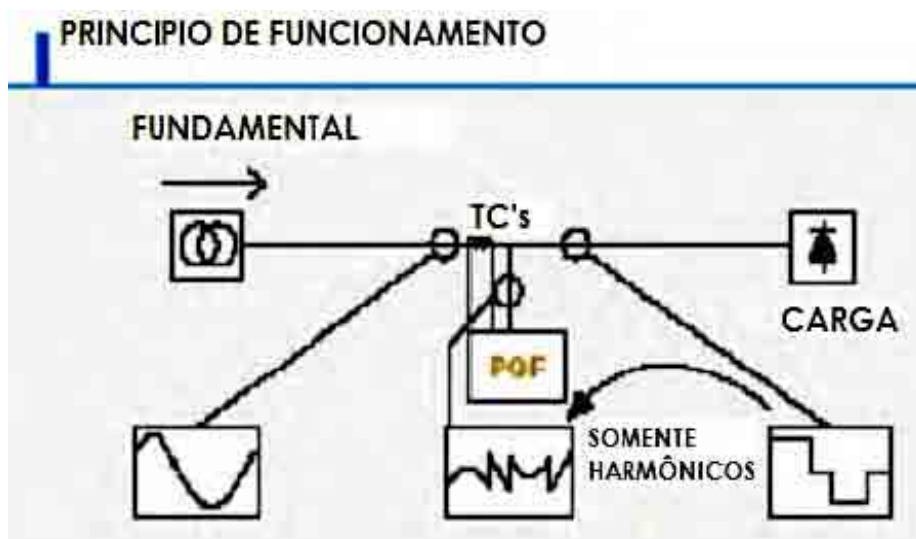 PRINCIPIO DE FUNCIONAMENTO
FUNDAMENTAL
TC's
CARGA
PQF
SOMENTE
HARMÔNICOS